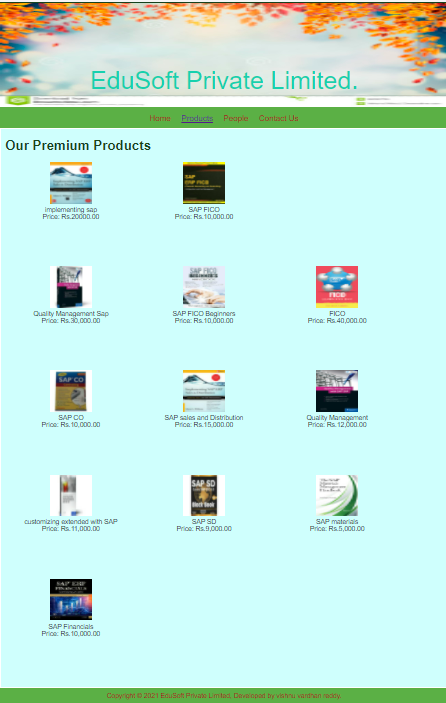 EduSoft Private Limited.
Home Products People Contact Us
Our Premium Products
implementing sap
Price: Rs.20000.00
SAP FICO
Price: Rs.10,000.00
Quality Management Sap
Price: Rs.30,000.00
SAP FICO Beginners
Price: Rs.10,000.00
FICO
FICO
Price: Rs.40,000.00
SAP CO
SAP CO
Price: Rs.10,000.00
SAP sales and Distribution
Price: Rs.15,000.00
Quality Management
Price: Rs.12,000.00
customizing extended with SAP
Price: Rs.11,000.00
SAP SD
SAP SD
Price: Rs.9,000.00
SAP materials
Price: Rs.5,000.00
SAP Financials
Price: Rs.10,000.00
Copyright © 2021 EduSoft Private Limited. Developed by vishnu vardhan reddy.